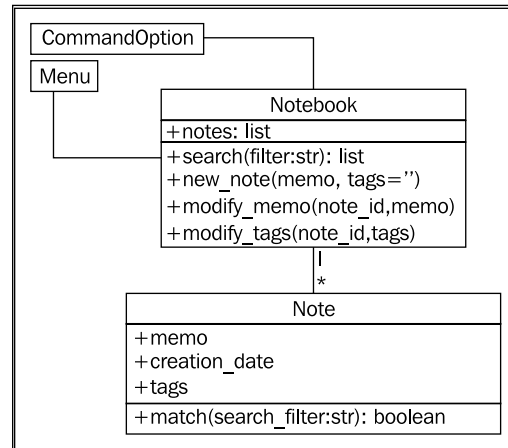 CommandOption
Menu
Notebook
+notes: list
+search(filter:str): list
+new_note(memo, tags='')
+modify_memo(note_id,memo)
+modify_tags(note_id,tags)
I
*
Note
+memo
+creation_date
+tags
+match(search_filter:str): boolean